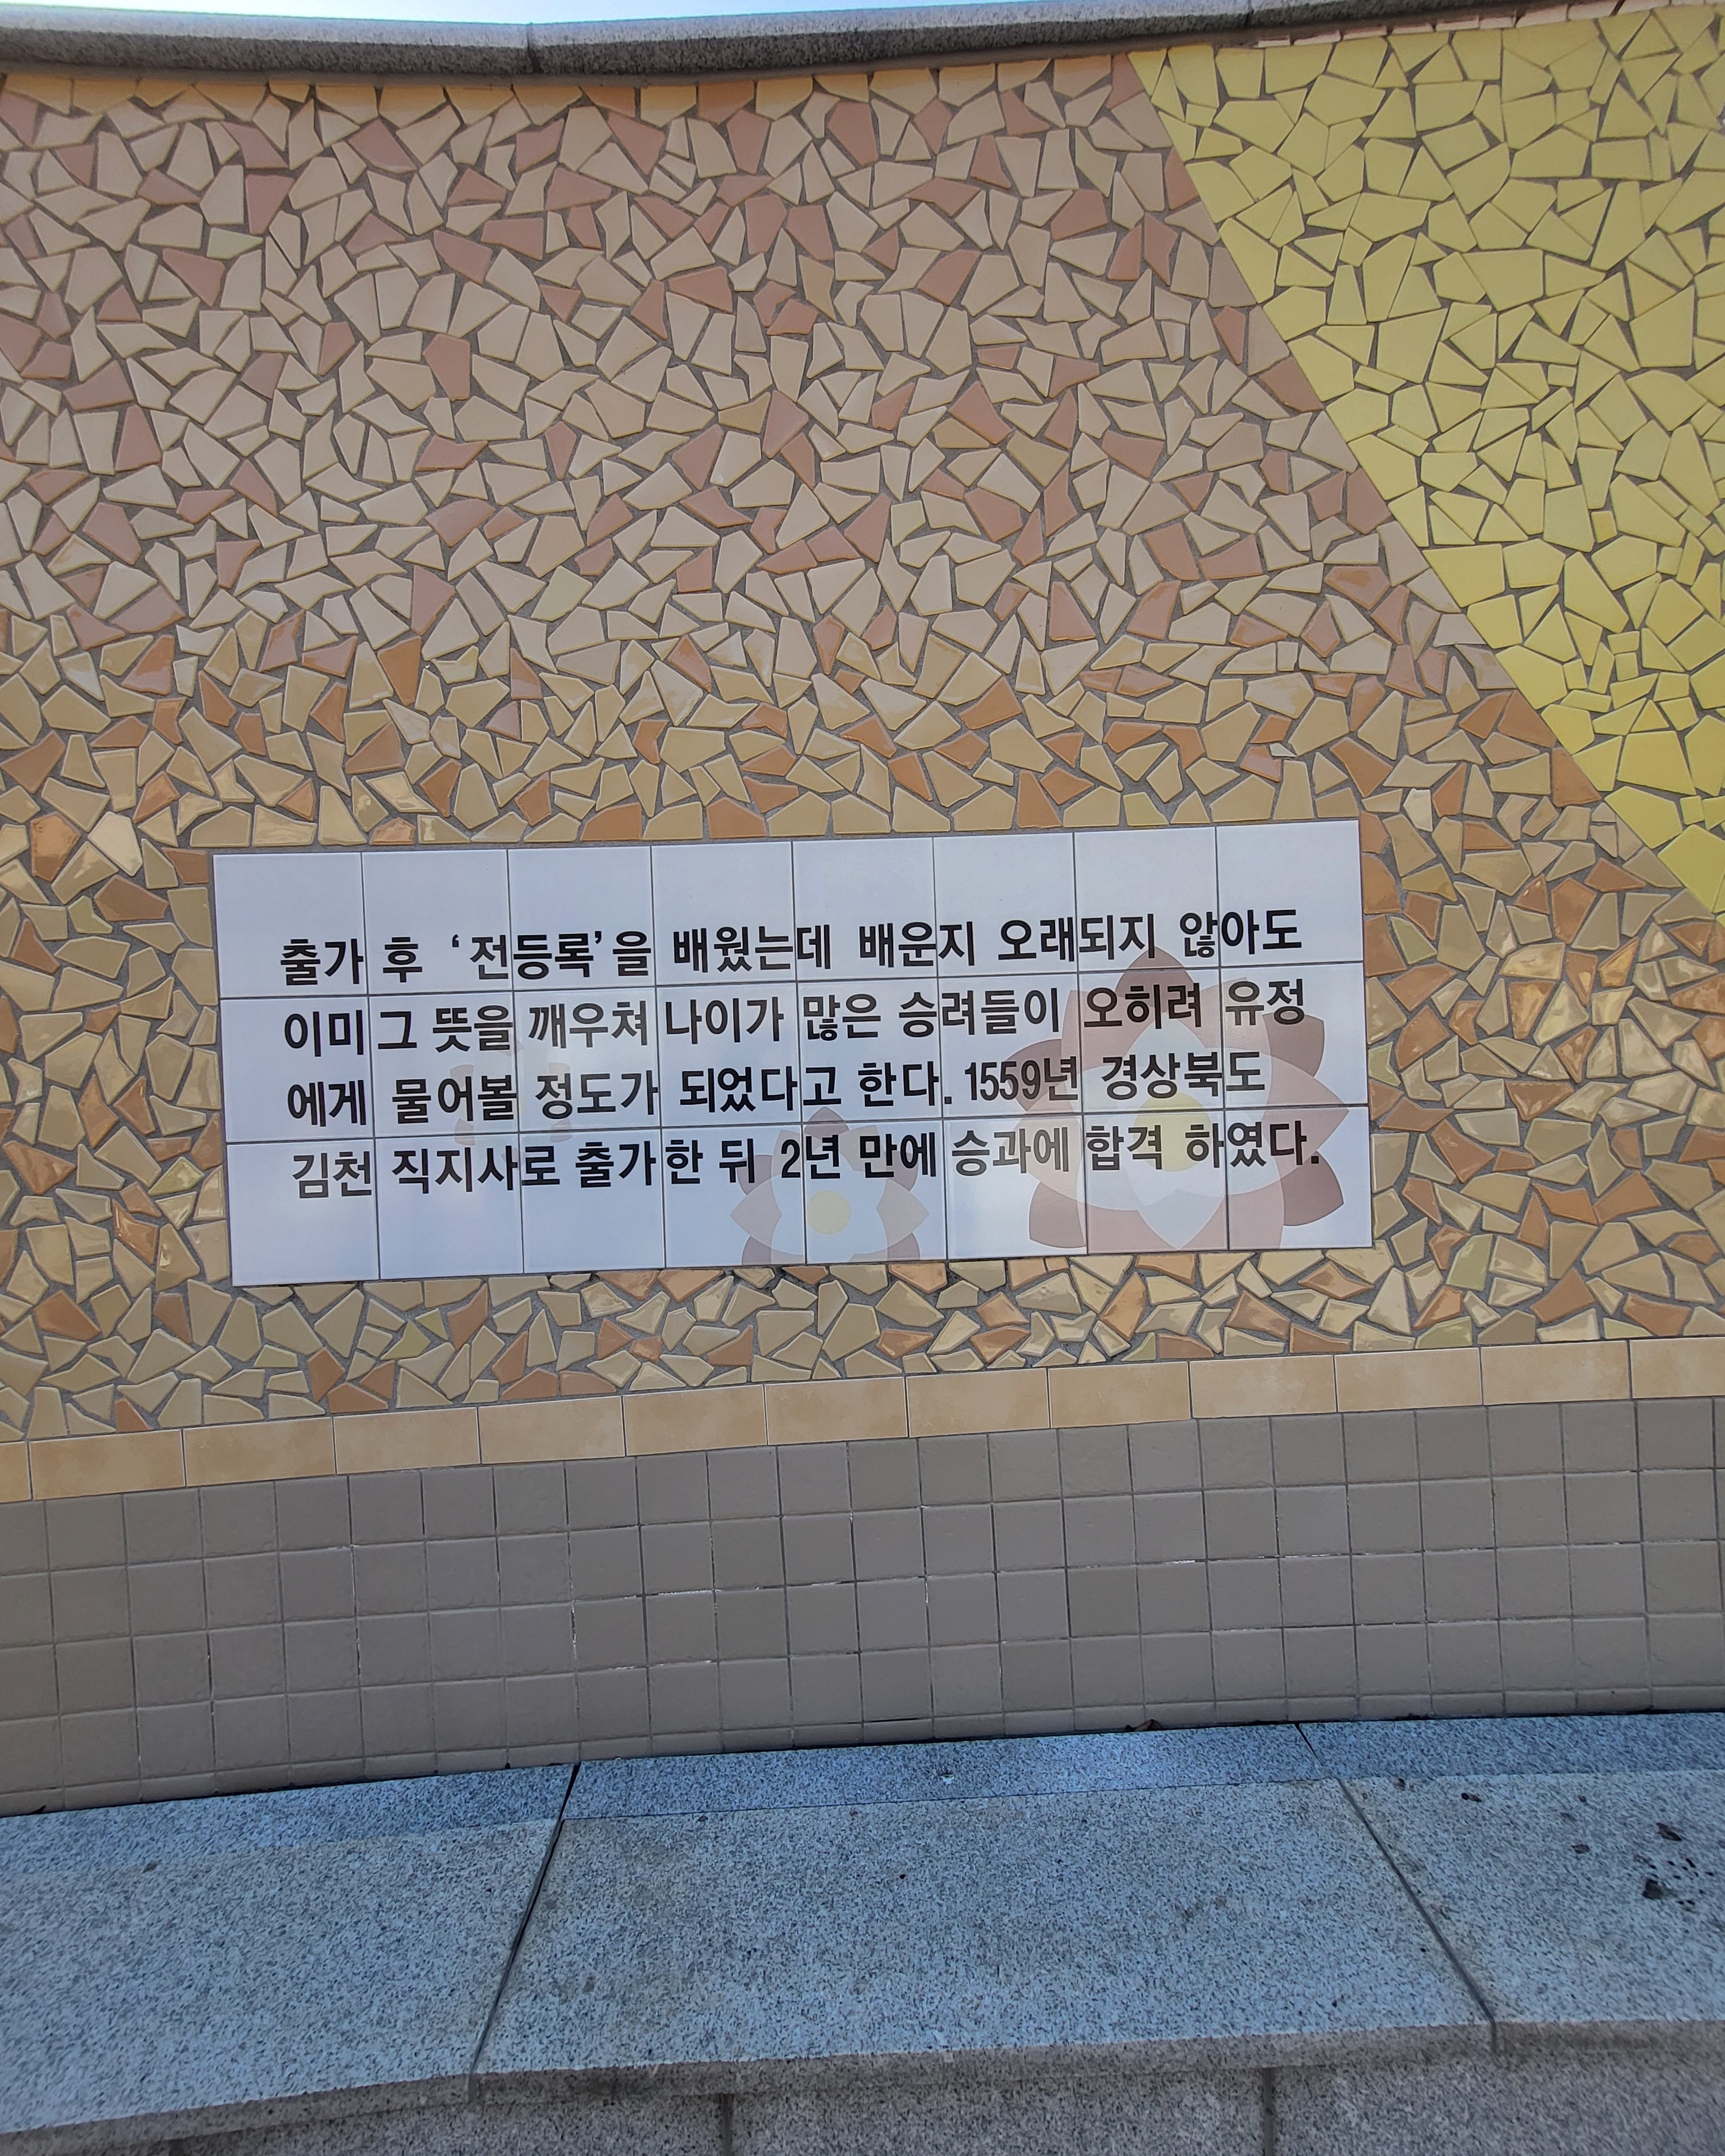 출가 후 ‘전등록’을 배웠는데 배운지 오래되지 않아도
이미 그 뜻을 깨우쳐 나이가 많은 승려들이 오히려 유정
에게 물어볼 정도가 되었다고 한다. 1559년 경상북도
김천 직지사로 출가한 뒤 2년 만에 승과에 합격 하였다.